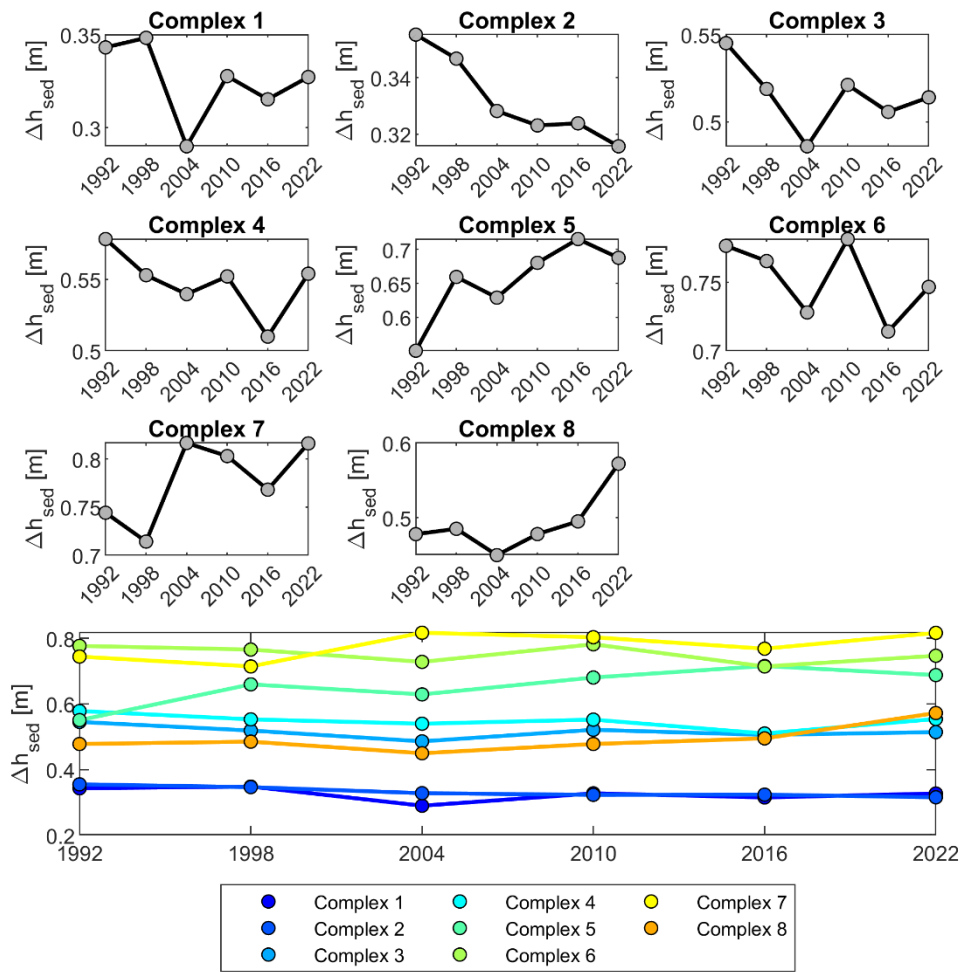 Complex 1
Δh_sed [m]
0.35
0.3
1992 1998 2004 2010 2016 2022
Complex 2
Δh_sed [m]
0.34
0.32
1992 1998 2004 2010 2016 2022
Complex 3
Δh_sed [m]
0.55
0.5
1992 1998 2004 2010 2016 2022
Complex 4
Δh_sed [m]
0.55
0.5
1992 1998 2004 2010 2016 2022
Complex 5
Δh_sed [m]
0.7
0.65
0.6
1992 1998 2004 2010 2016 2022
Complex 6
Δh_sed [m]
0.75
0.7
1992 1998 2004 2010 2016 2022
Complex 7
Δh_sed [m]
0.8
0.75
0.7
1992 1998 2004 2010 2016 2022
Complex 8
Δh_sed [m]
0.6
0.5
1992 1998 2004 2010 2016 2022
Δh_sed [m]
0.8
0.6
0.4
0.2
1992 1998 2004 2010 2016 2022
Complex 1
Complex 2
Complex 3
Complex 4
Complex 5
Complex 6
Complex 7
Complex 8